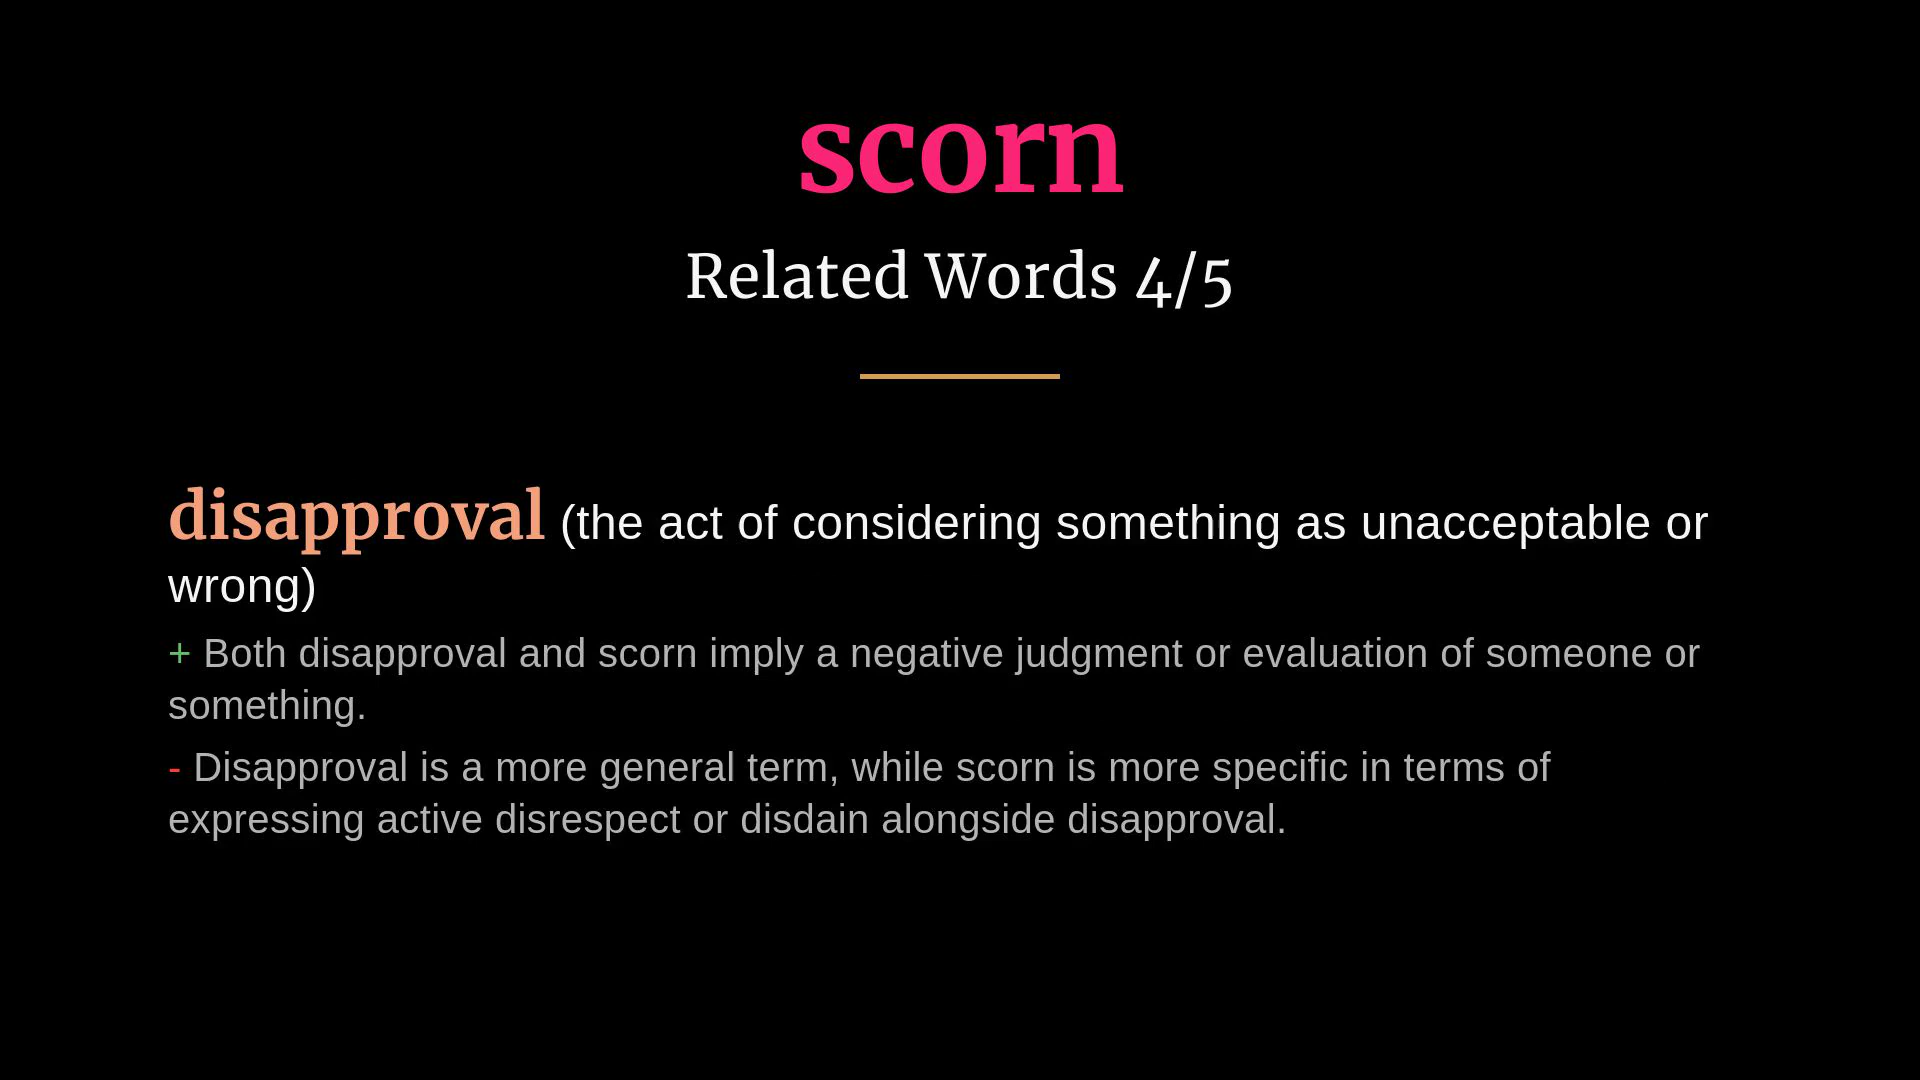 scorn
Related Words 4/5
disapproval (the act of considering something as unacceptable or
wrong)
+ Both disapproval and scorn imply a negative judgment or evaluation of someone or
something.
- Disapproval is a more general term, while scorn is more specific in terms of
expressing active disrespect or disdain alongside disapproval.